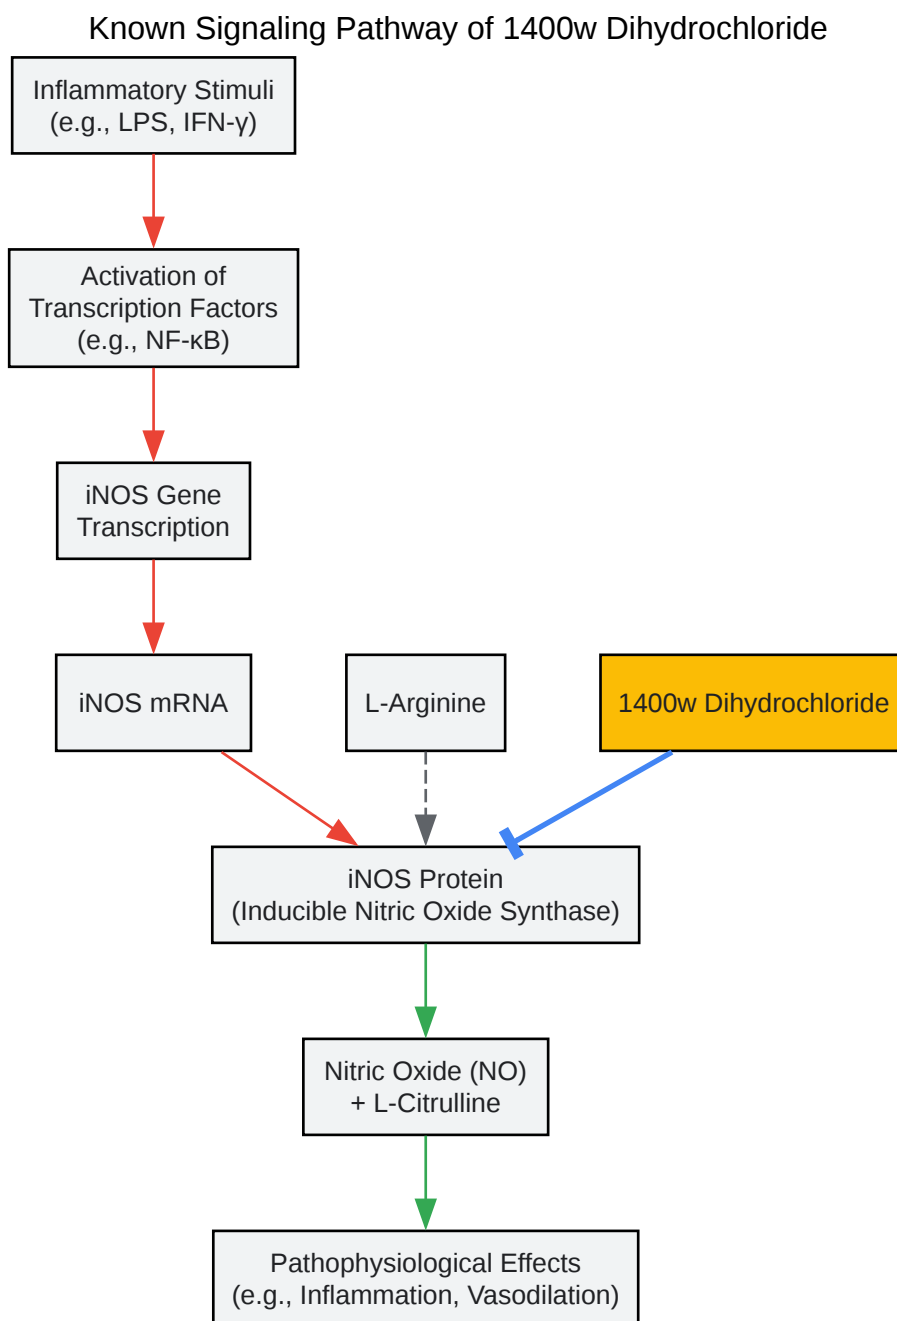 Known Signaling Pathway of 1400w Dihydrochloride
Inflammatory Stimuli
(e.g., LPS, IFN-γ)
Activation of
Transcription Factors
(e.g., NF-κB)
iNOS Gene
Transcription
iNOS mRNA
L-Arginine
1400w Dihydrochloride
iNOS Protein
(Inducible Nitric Oxide Synthase)
Nitric Oxide (NO)
+ L-Citrulline
Pathophysiological Effects
(e.g., Inflammation, Vasodilation)